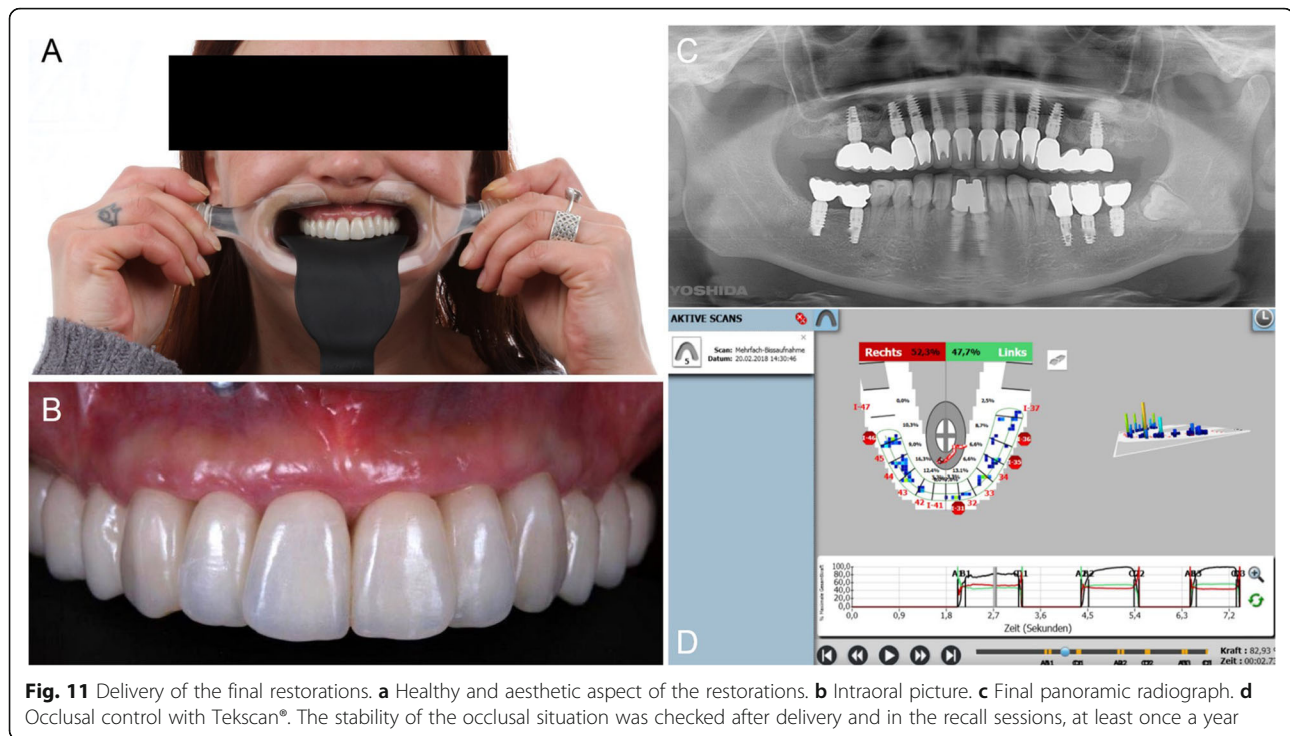 A
B
C
YOSHIDA
AKTIVE SCANS
5
Scan: Mehrfach-Bissaufnahme
Datum: 20.02.2018 14:30:46
Rechts 52,3% 47,7% Links
0,0%
2,5%
I-47
I-37
10,3%
8,7%
I-46
9,0%
6,6%
I-36
45
16,3%
6,6%
I-35
44
12,4%
13,1%
34
43
33
42
I-41
I-31
32
% Maximale Gesamtkraft
100,0
80,0
60,0
40,0
20,0
0,0
0,0 0,9 1,8 2,7 3,6 4,5 5,4 6,3 7,2
Zeit (Sekunden)
Kraft : 82,93
Zeit : 00:02.7
D
Fig. 11 Delivery of the final restorations. a Healthy and aesthetic aspect of the restorations. b Intraoral picture. c Final panoramic radiograph. d
Occlusal control with Tekscan®. The stability of the occlusal situation was checked after delivery and in the recall sessions, at least once a year